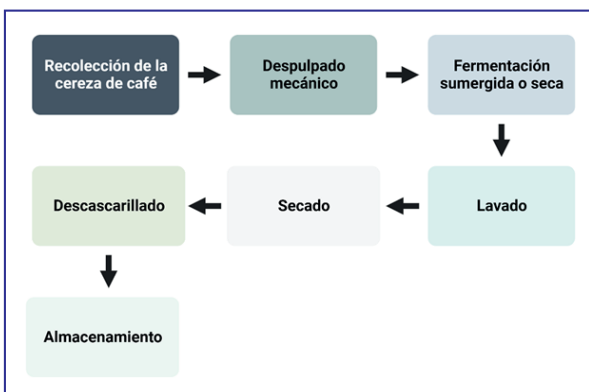 Recolección de la
cereza de café
Despulpado
mecánico
Fermentación
sumergida o seca
Lavado
Secado
Descascarillado
Almacenamiento